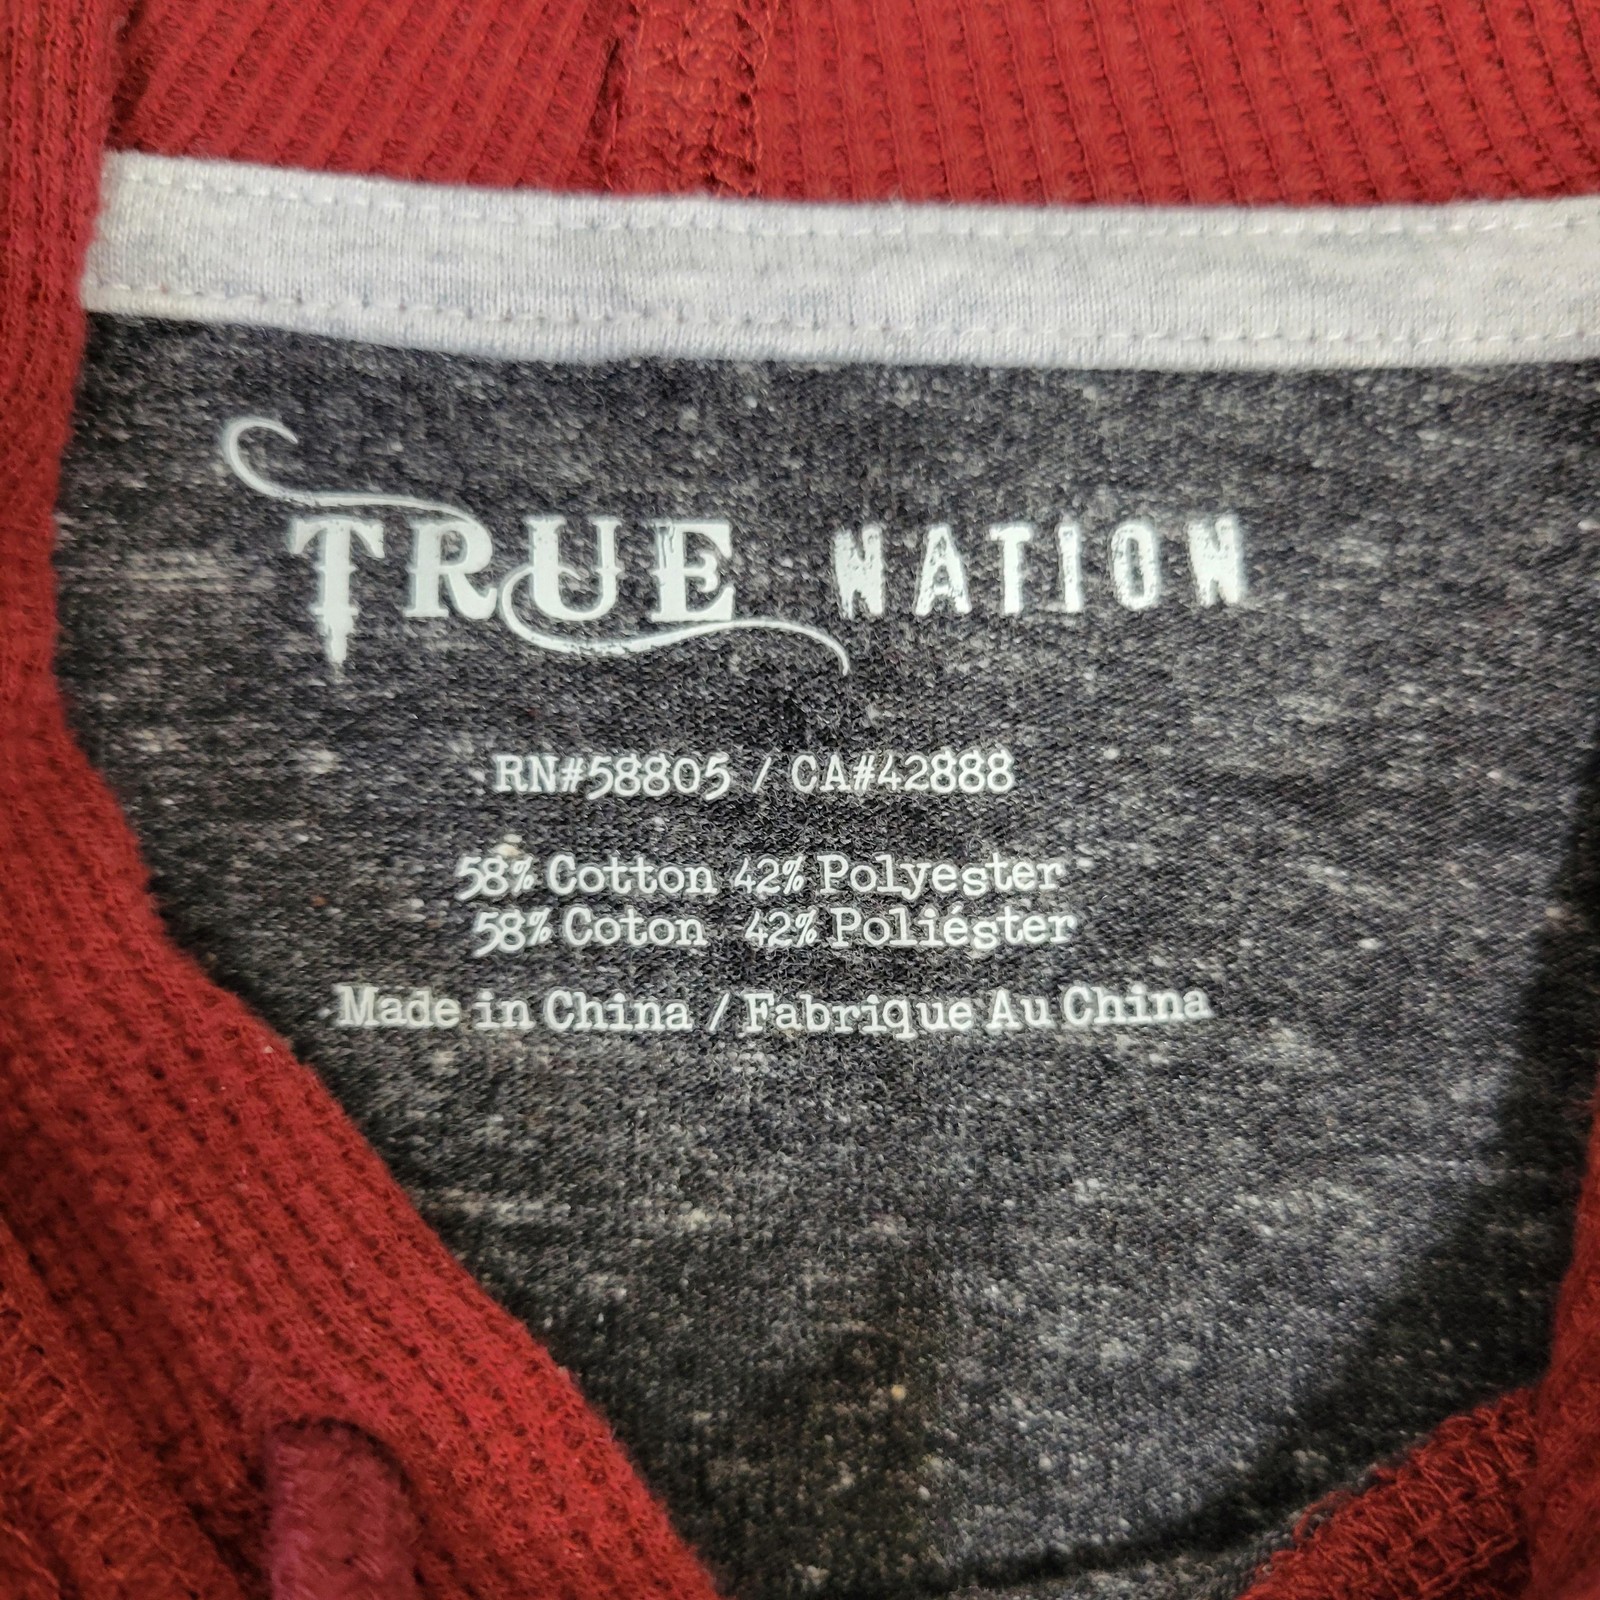 TRUE NATION
RN#58805 / CA#42888
58% Cotton 42% Polyester
58% Coton 42% Poliéster
Made in China / Fabrique Au China